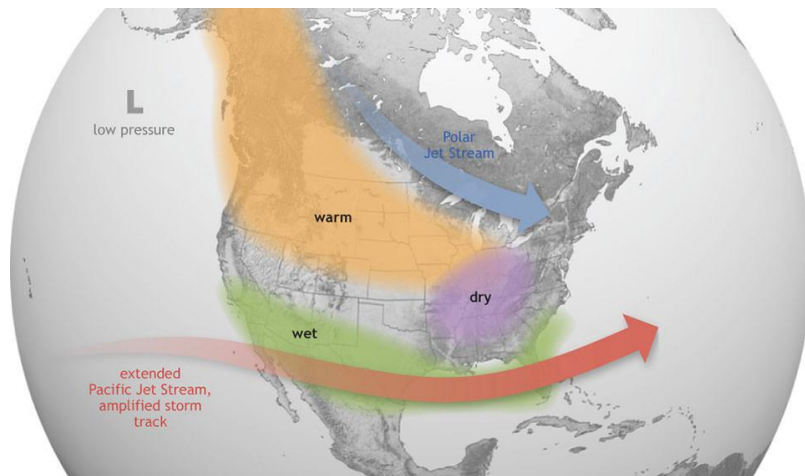 L
low pressure
Polar
Jet Stream
warm
dry
wet
extended
Pacific Jet Stream,
amplified storm
track